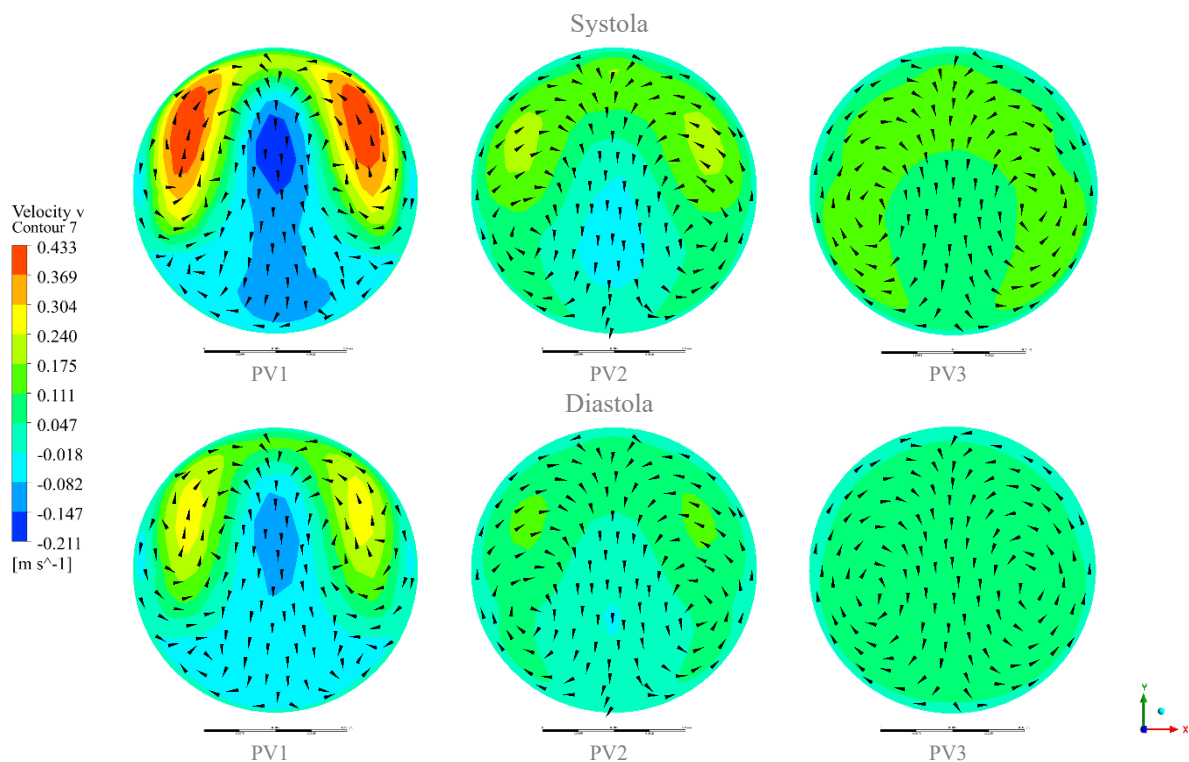 Systola
Velocity v
Contour 7
0.433
0.369
0.304
0.240
0.175
0.111
0.047
-0.018
-0.082
-0.147
-0.211
[m s^-1]
PV1
PV2
PV3
Diastola
PV1
PV2
PV3
Y
X